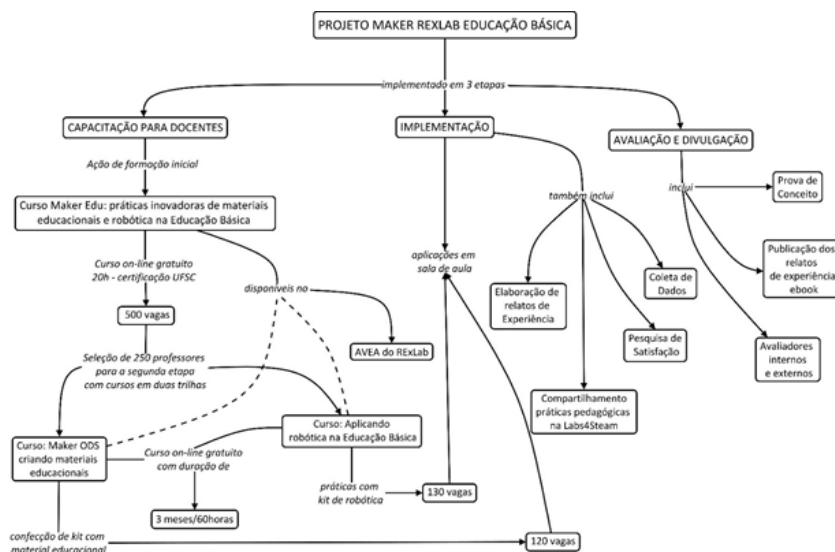 PROJETO MAKER REXLAB EDUCAÇÃO BÁSICA
implementado em 3 etapas
CAPACITAÇÃO PARA DOCENTES
IMPLEMENTAÇÃO
AVALIAÇÃO E DIVULGAÇÃO
Ação de formação inicial
Curso Maker Edu: práticas inovadoras de materiais
educacionais e robótica na Educação Básica
Curso on-line gratuito
20h - certificação UFSC
500 vagas
Seleção de 250 professores
para a segunda etapa
com cursos em duas trilhas
disponíveis no
AVEA do RExLab
Curso: Maker ODS
criando materiais
educacionais
Curso on-line gratuito
com duração de
3 meses/60horas
Curso: Aplicando
robótica na Educação Básica
práticas com
kit de robótica
130 vagas
confecção de kit com
material educacional
120 vagas
aplicações em
sala de aula
também inclui
Elaboração de
relatos de
Experiência
Compartilhamento
práticas pedagógicas
na Labs4Steam
Pesquisa de
Satisfação
Coleta de
Dados
inclui
Prova de
Conceito
Publicação dos
relatos
de experiência
ebook
Avaliadores
internos
e externos